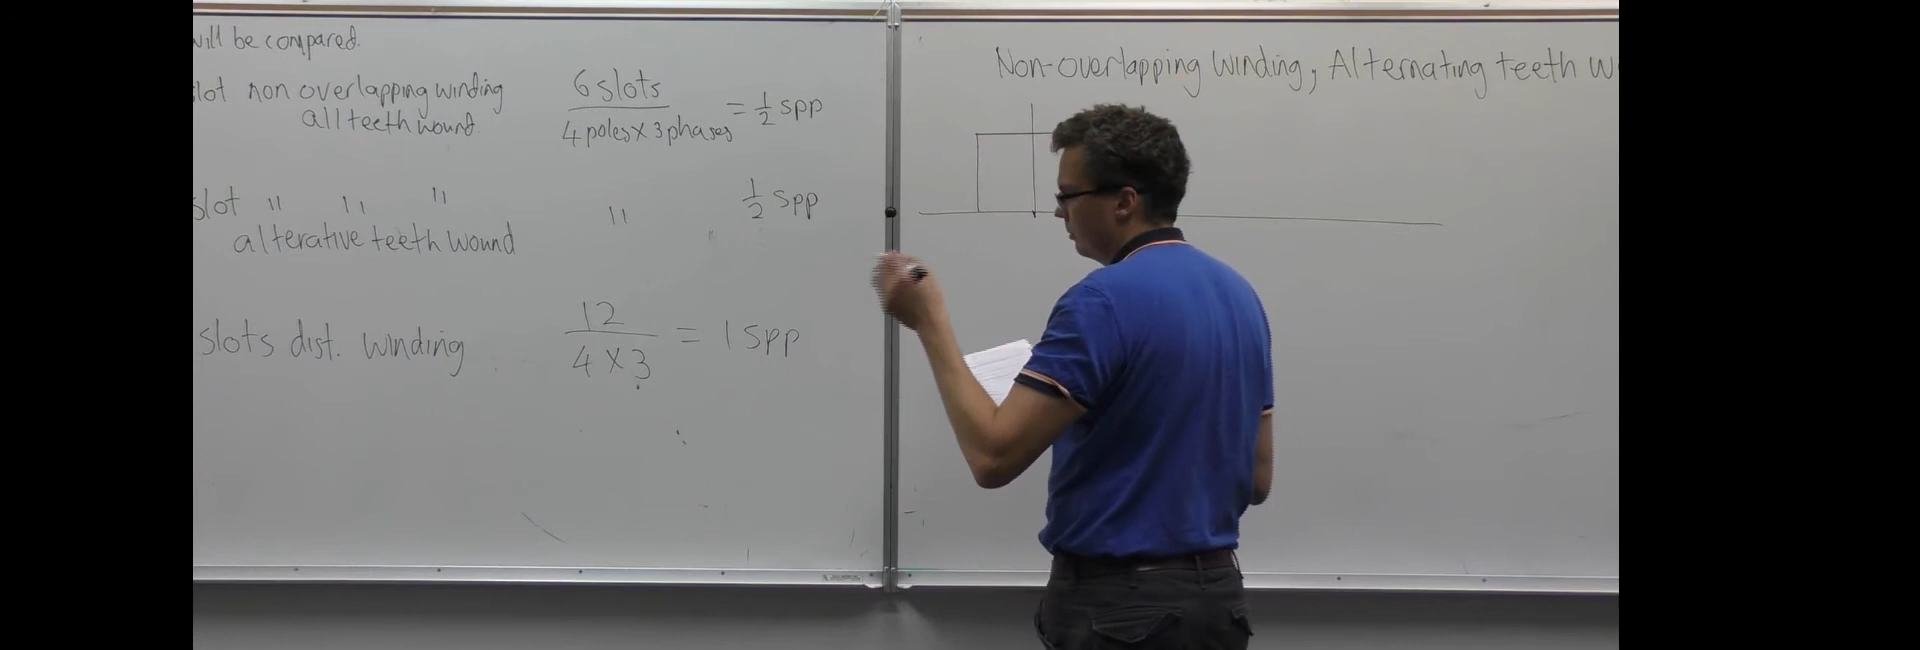 will be compared.
slot non overlapping winding
all teeth wound.
6 slots
4 poles x 3 phases
= 1/2 spp
slot " " "
alterative teeth wound
"
1/2 spp
slots dist. winding
12
4 x 3
= 1 spp
Non-overlapping winding, Alternating teeth w